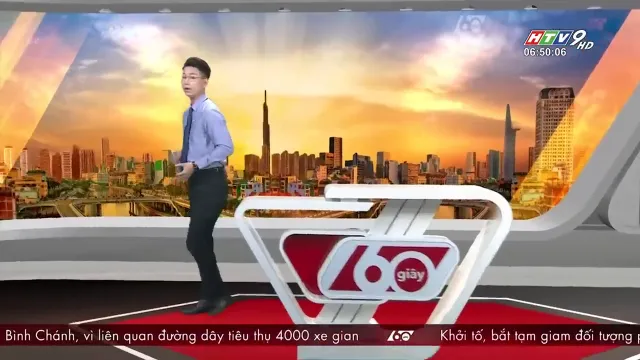 HTV9 HD
06:50:06
60 giây
Bình Chánh, vì liên quan đường dây tiêu thụ 4000 xe gian 60 Khởi tố, bắt tạm giam đối tượng